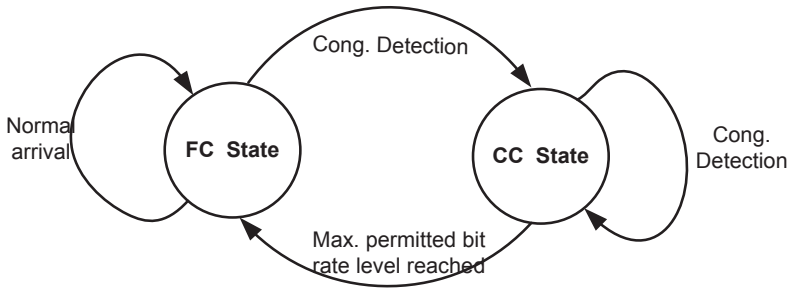 Cong. Detection
Normal
arrival
FC State
CC State
Cong.
Detection
Max. permitted bit
rate level reached